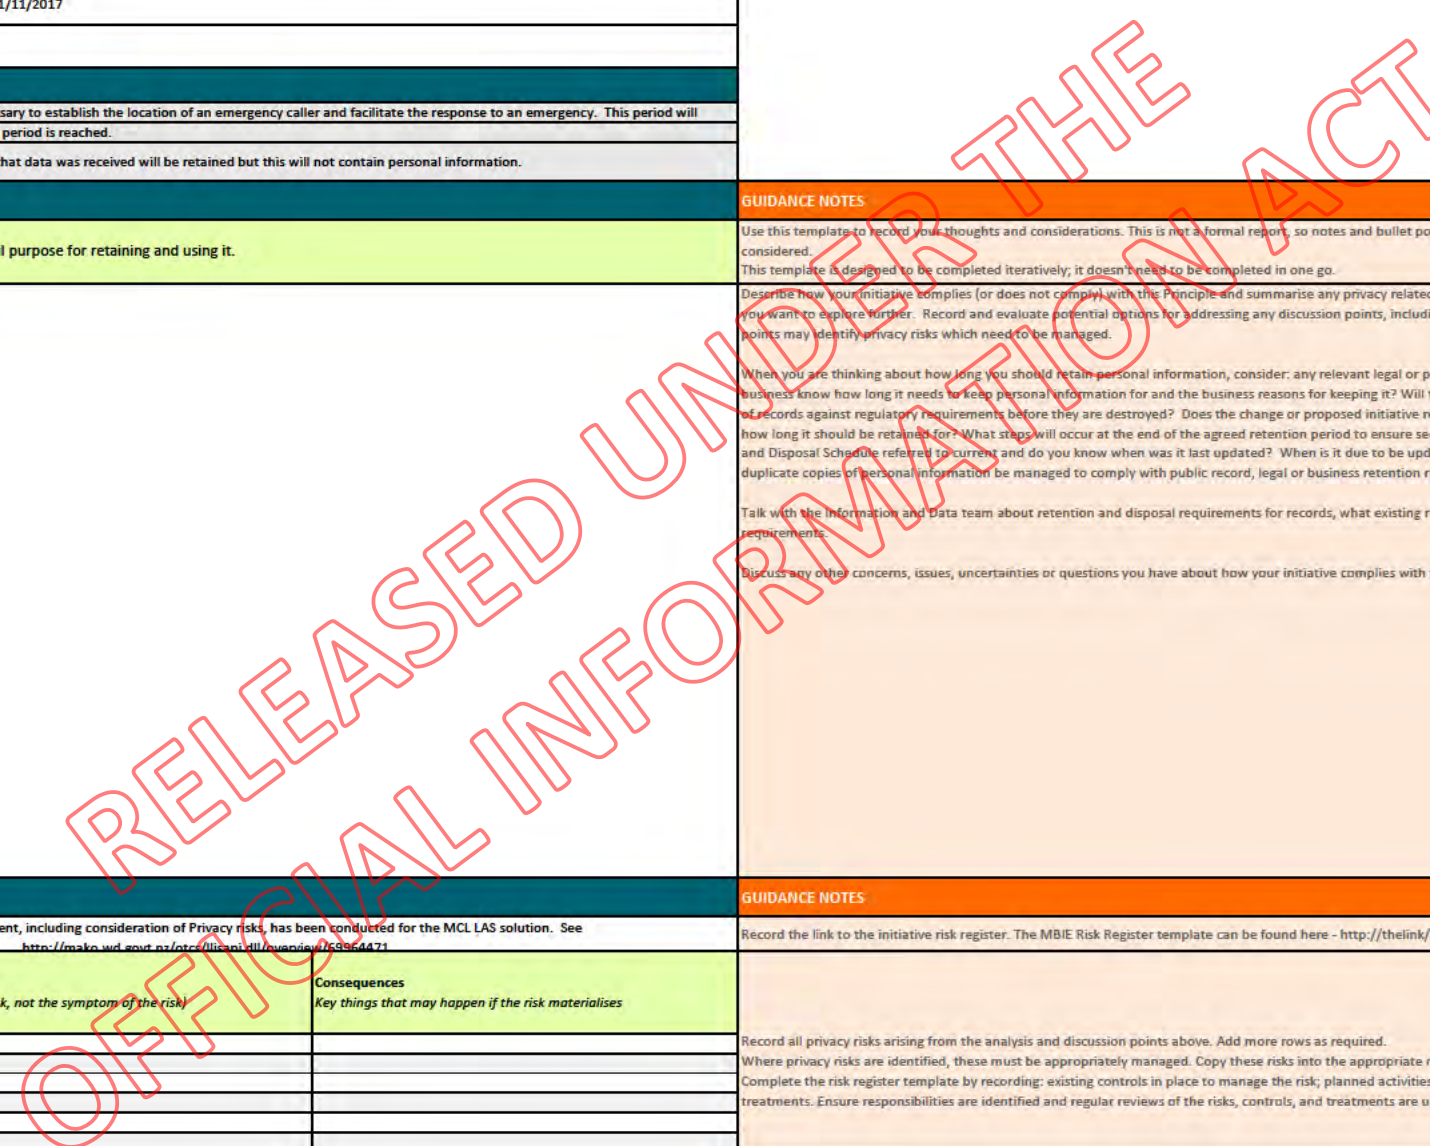 1/11/2017
sary to establish the location of an emergency caller and facilitate the response to an emergency.  This period will
period is reached.
hat data was received will be retained but this will not contain personal information.
GUIDANCE NOTES
l purpose for retaining and using it.
Use this template to record your thoughts and considerations. This is not a formal report, so notes and bullet po
considered.
This template is designed to be completed iteratively; it doesn't need to be completed in one go.
Describe how your initiative complies (or does not comply) with this Principle and summarise any privacy related
you want to explore further.  Record and evaluate potential options for addressing any discussion points, includi
points may identify privacy risks which need to be managed.
When you are thinking about how long you should retain personal information, consider: any relevant legal or p
business know how long it needs to keep personal information for and the business reasons for keeping it? Will
of records against regulatory requirements before they are destroyed?  Does the change or proposed initiative r
how long it should be retained for? What steps will occur at the end of the agreed retention period to ensure se
and Disposal Schedule referred to current and do you know when was it last updated?  When is it due to be upd
duplicate copies of personal information be managed to comply with public record, legal or business retention r
Talk with the Information and Data team about retention and disposal requirements for records, what existing r
requirements.
Discuss any other concerns, issues, uncertainties or questions you have about how your initiative complies with
RELEASED UNDER THE
OFFICIAL INFORMATION ACT
GUIDANCE NOTES
ent, including consideration of Privacy risks, has been conducted for the MCL LAS solution.  See
http://mako.wd.govt.nz/otcs/llisapi.dll/overview/69964471
Record the link to the initiative risk register. The MBIE Risk Register template can be found here - http://thelink/
k, not the symptom of the risk)
Consequences
Key things that may happen if the risk materialises
Record all privacy risks arising from the analysis and discussion points above. Add more rows as required.
Where privacy risks are identified, these must be appropriately managed. Copy these risks into the appropriate r
Complete the risk register template by recording: existing controls in place to manage the risk; planned activities
treatments. Ensure responsibilities are identified and regular reviews of the risks, controls, and treatments are u